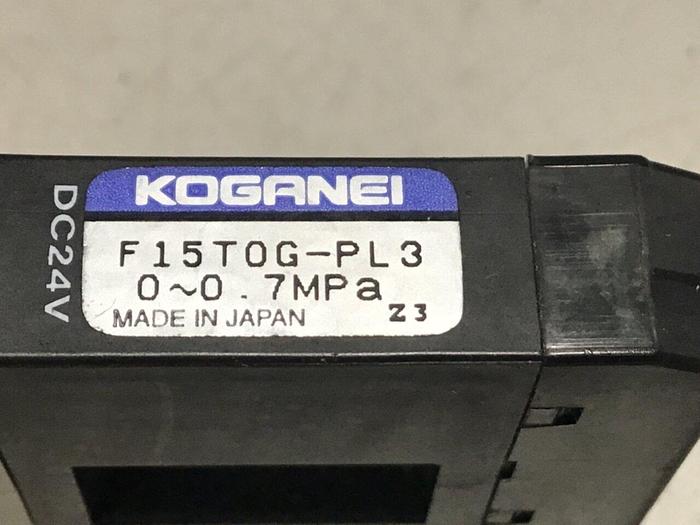 KOGANEI
F15T0G-PL3
0~0.7MPa
MADE IN JAPAN Z3
DC24V